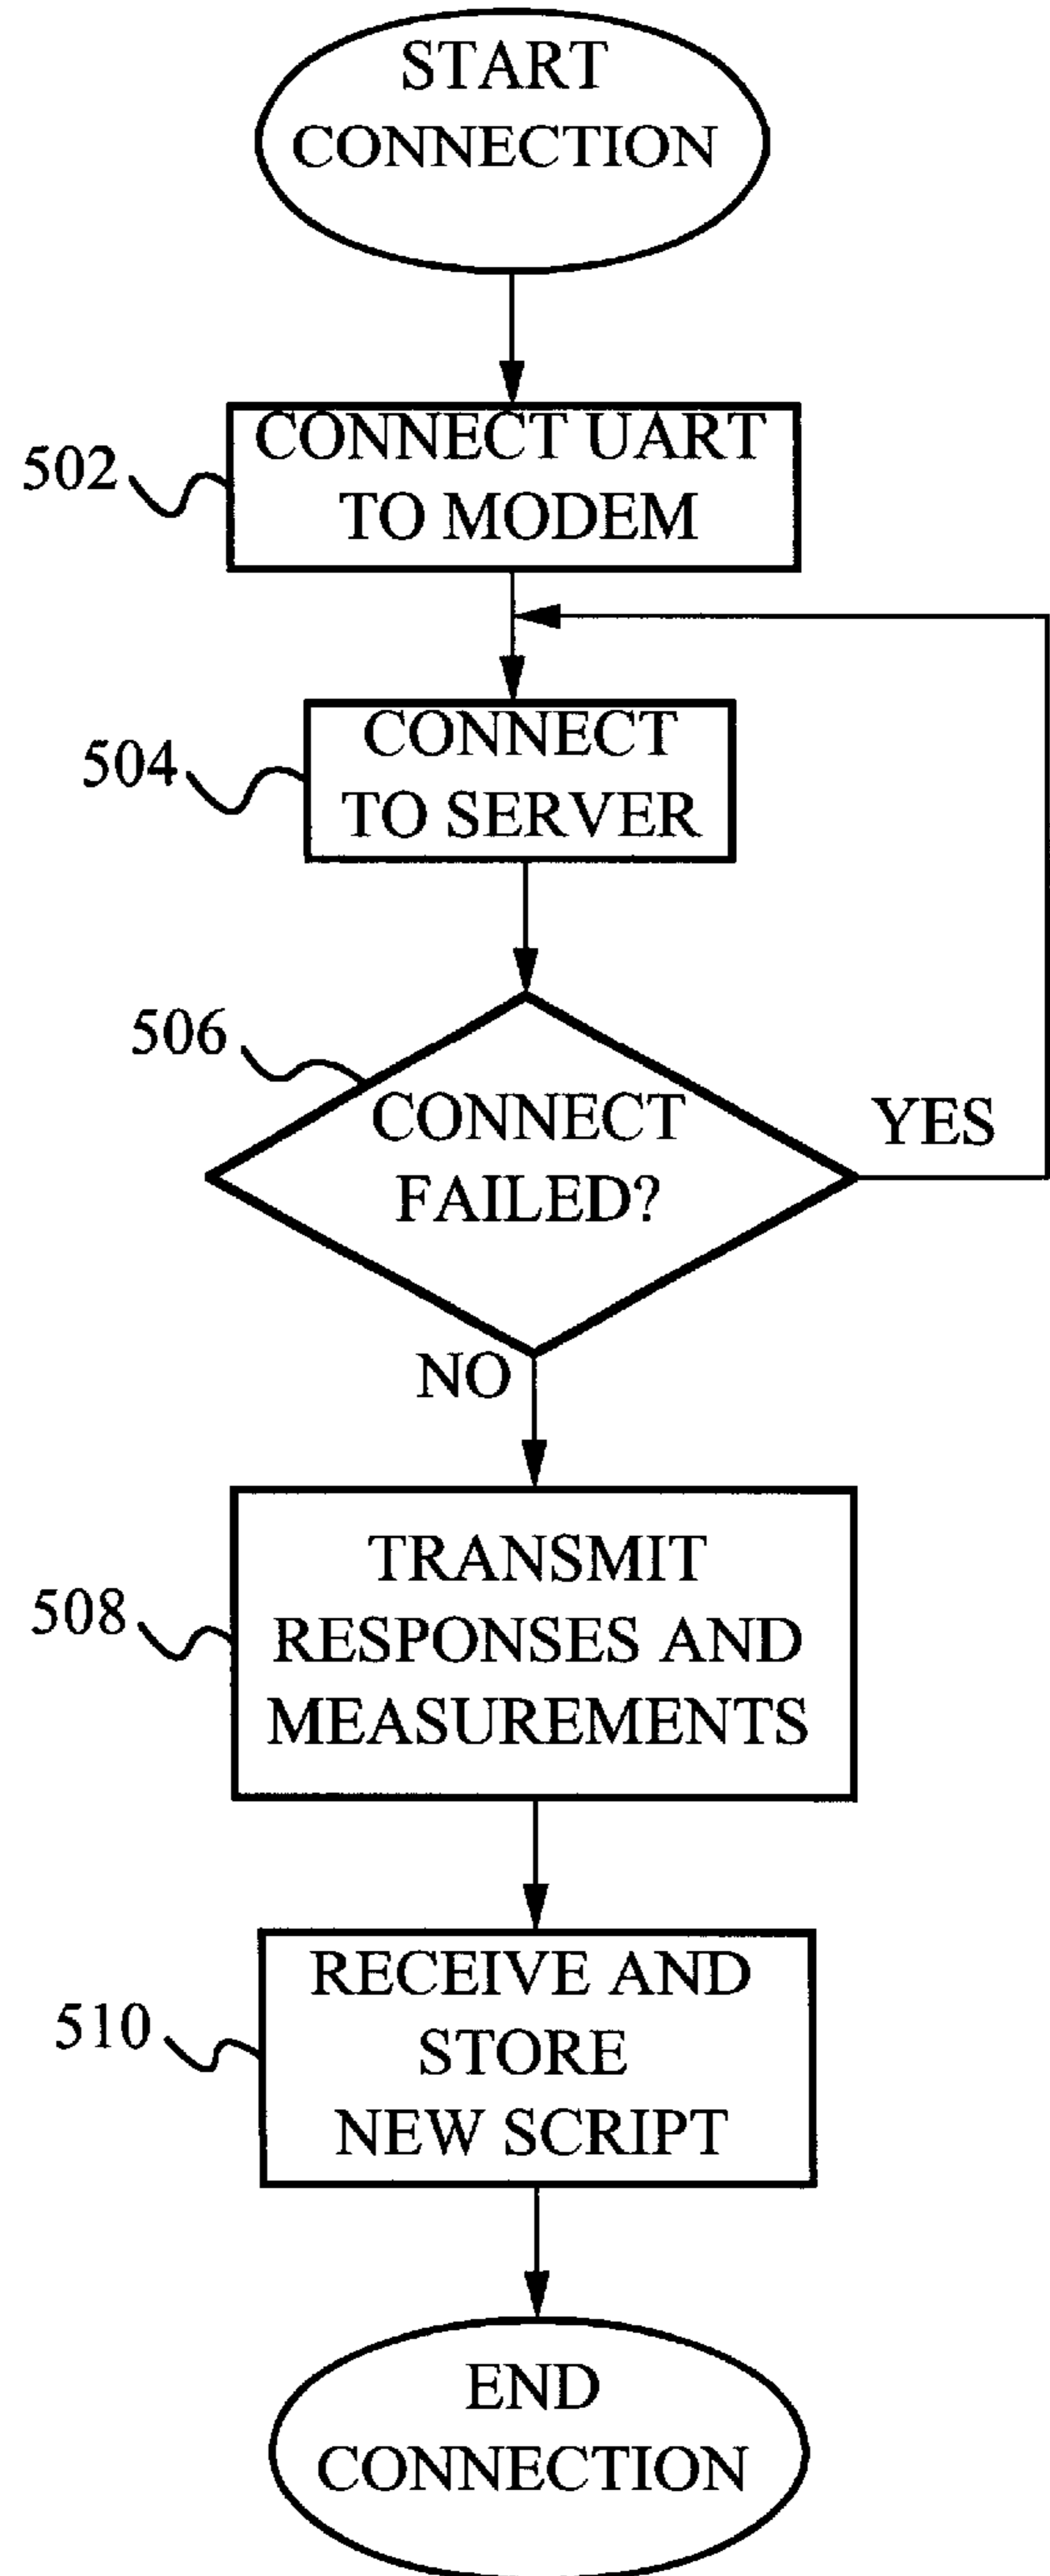 START
CONNECTION
CONNECT UART
TO MODEM
502
CONNECT
TO SERVER
504
506
CONNECT
FAILED?
YES
NO
TRANSMIT
RESPONSES AND
MEASUREMENTS
508
RECEIVE AND
STORE
NEW SCRIPT
510
END
CONNECTION